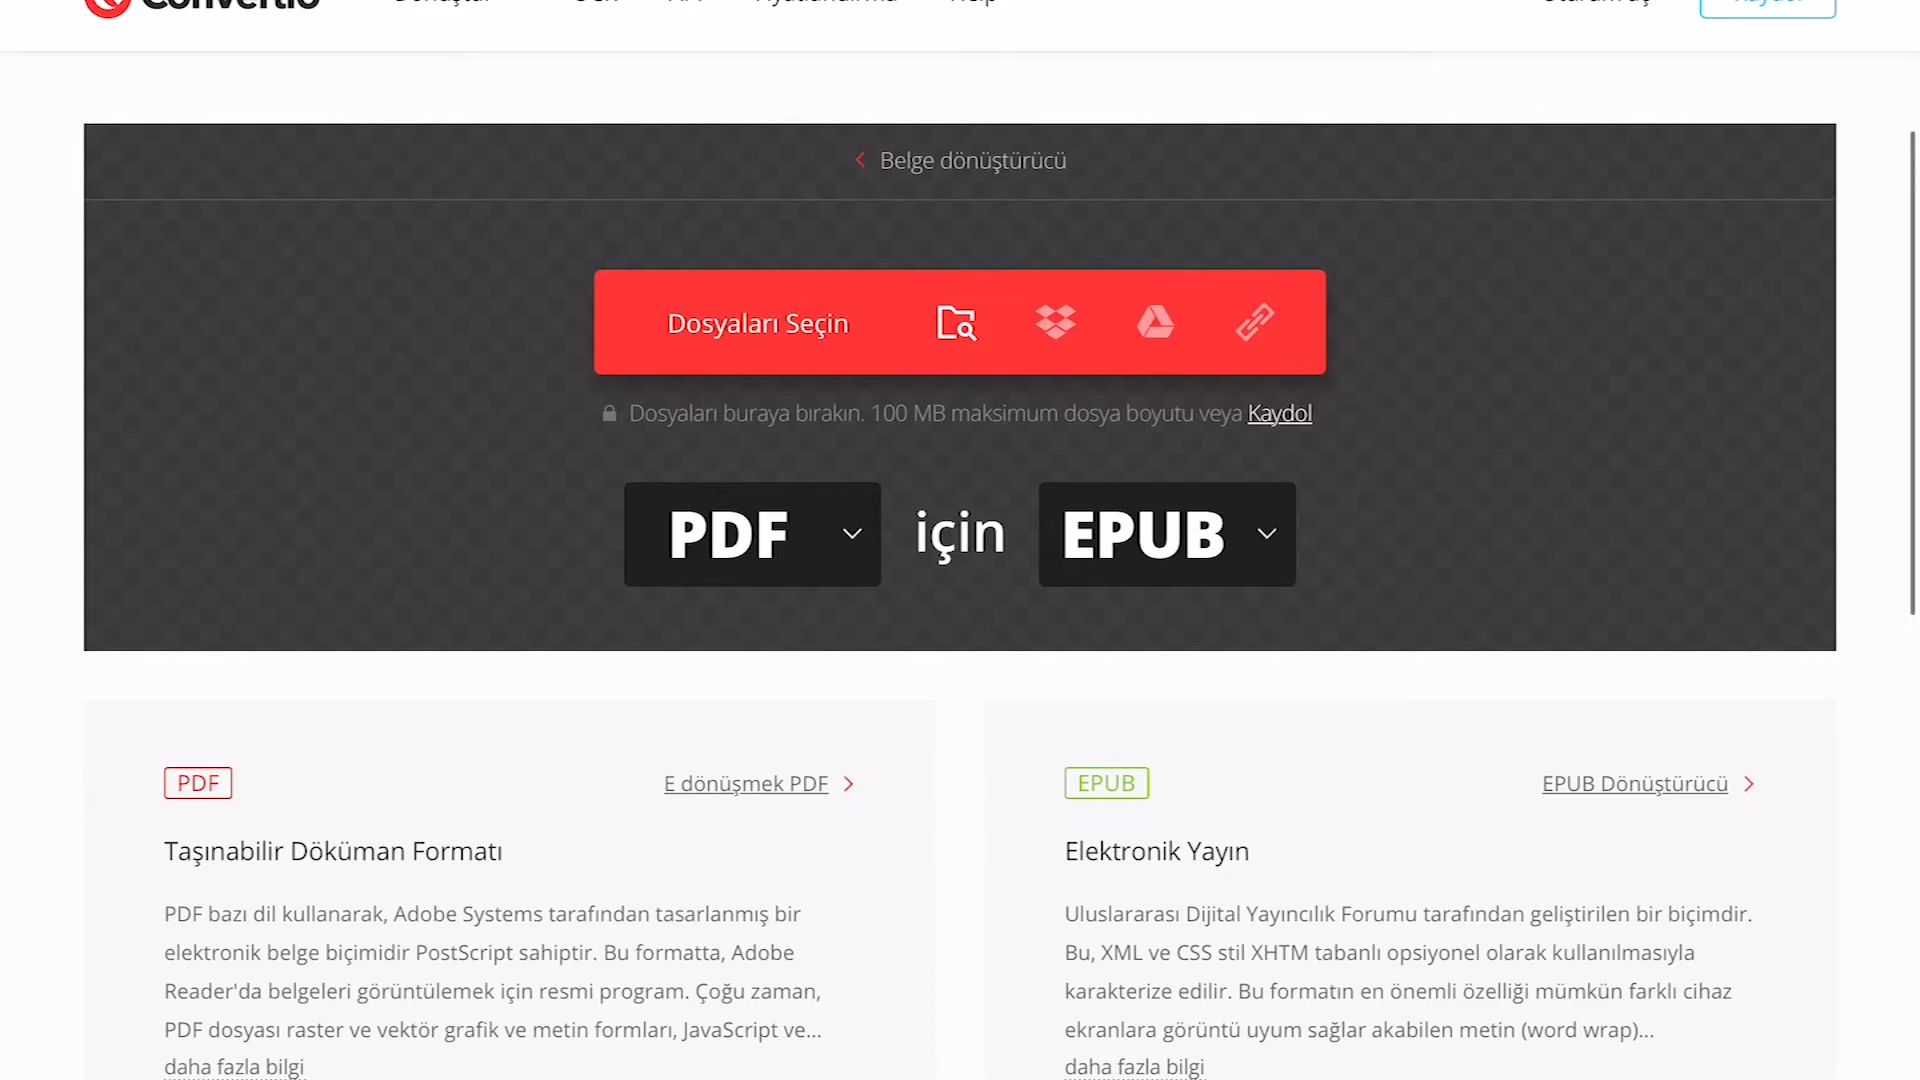 Convertio
Belge dönüştürücü
Dosyaları Seçin
Dosyaları buraya bırakın. 100 MB maksimum dosya boyutu veya Kaydol
PDF için EPUB
PDF
E dönüşmek PDF
Taşınabilir Döküman Formatı
PDF bazı dil kullanarak, Adobe Systems tarafından tasarlanmış bir
elektronik belge biçimidir PostScript sahiptir. Bu formatta, Adobe
Reader'da belgeleri görüntülemek için resmi program. Çoğu zaman,
PDF dosyası raster ve vektör grafik ve metin formları, JavaScript ve...
daha fazla bilgi
EPUB
EPUB Dönüştürücü
Elektronik Yayın
Uluslararası Dijital Yayıncılık Forumu tarafından geliştirilen bir biçimdir.
Bu, XML ve CSS stil XHTM tabanlı opsiyonel olarak kullanılmasıyla
karakterize edilir. Bu formatın en önemli özelliği mümkün farklı cihaz
ekranlara görüntü uyum sağlar akabilen metin (word wrap)...
daha fazla bilgi